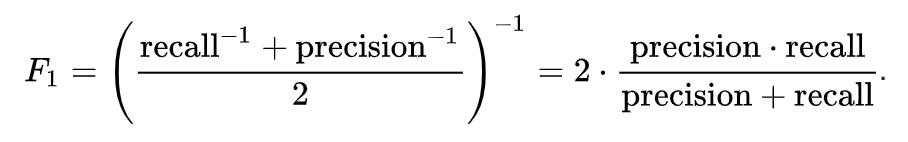 F₁ = ( (recall⁻¹ + precision⁻¹) / 2 )⁻¹ = 2 · (precision · recall) / (precision + recall).